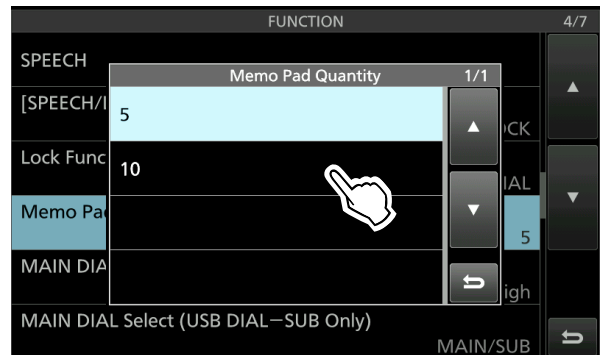 FUNCTION 4/7
SPEECH
Memo Pad Quantity 1/1
[SPEECH/
5
CK
Lock Func
10
IAL
Memo Pa
5
MAIN DIA
igh
MAIN DIAL Select (USB DIAL−SUB Only)
MAIN/SUB